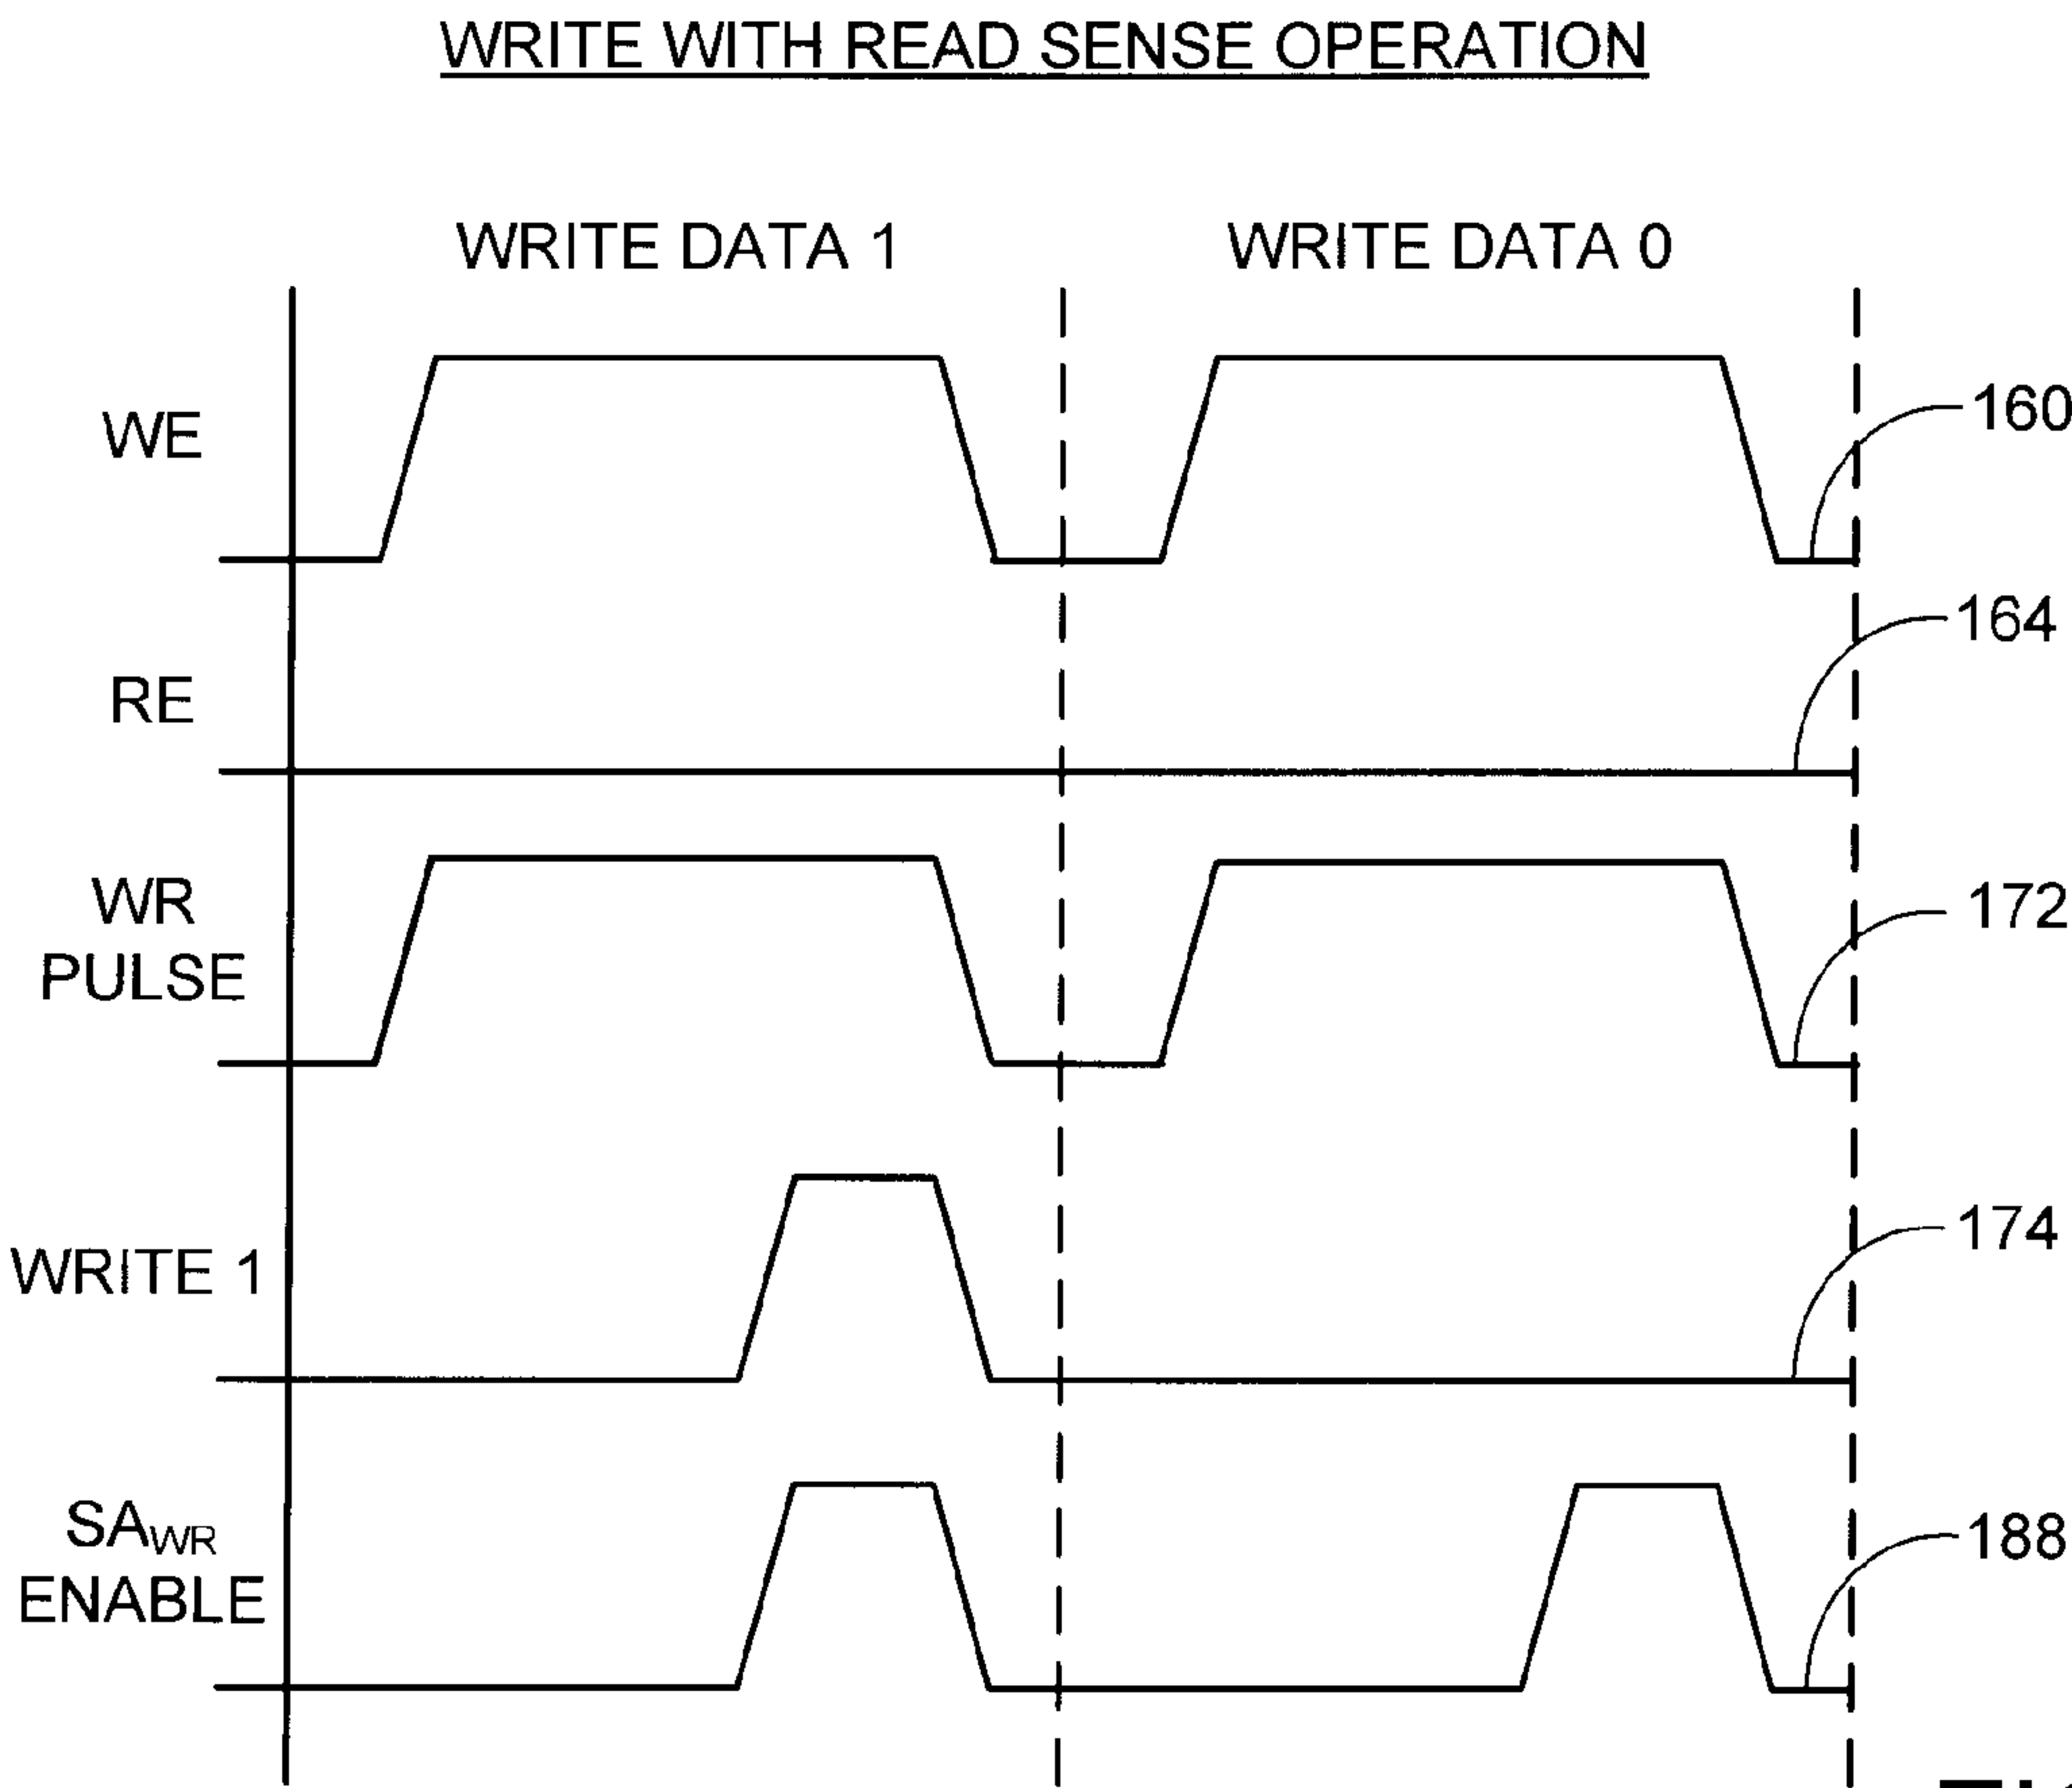 WRITE WITH READ SENSE OPERATION
WRITE DATA 1 WRITE DATA 0
WE
160
164
RE
WR
PULSE
172
174
WRITE 1
SAWR
ENABLE
188